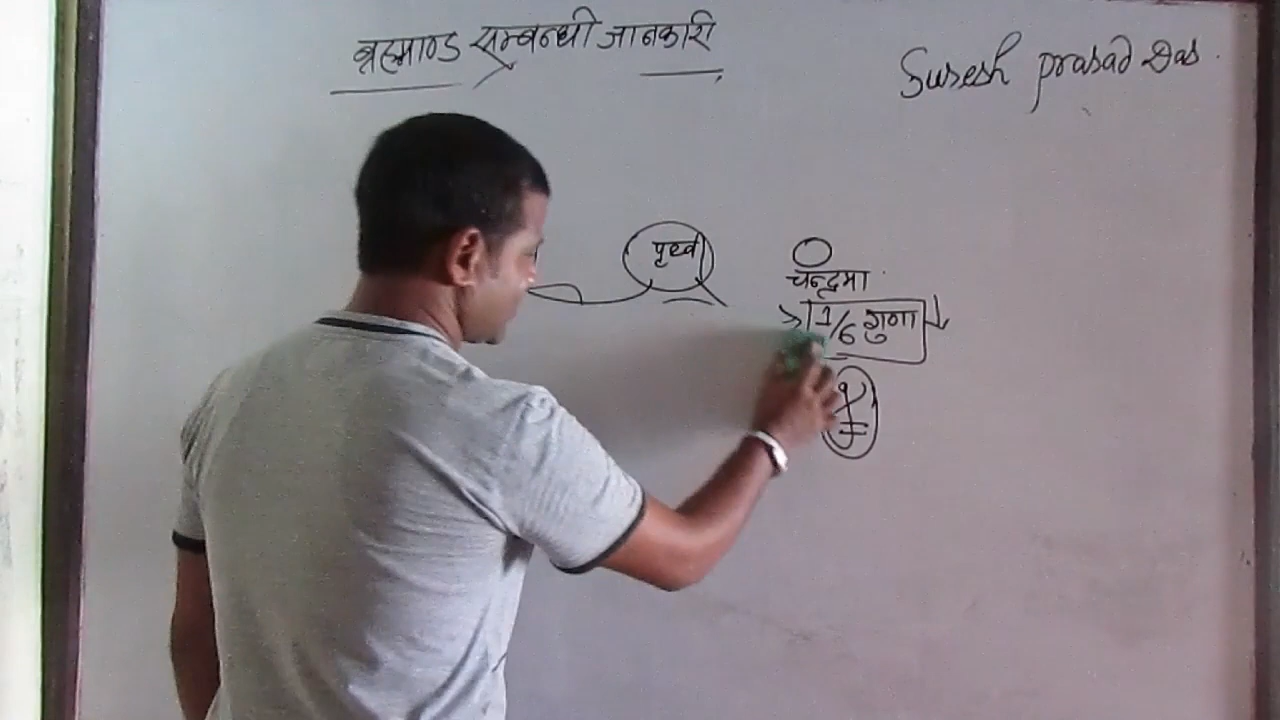 ब्रह्माण्ड सम्बन्धी जानकारी
Suresh prasad Das.
पृथ्वी
चन्द्रमा
1/6 गुना